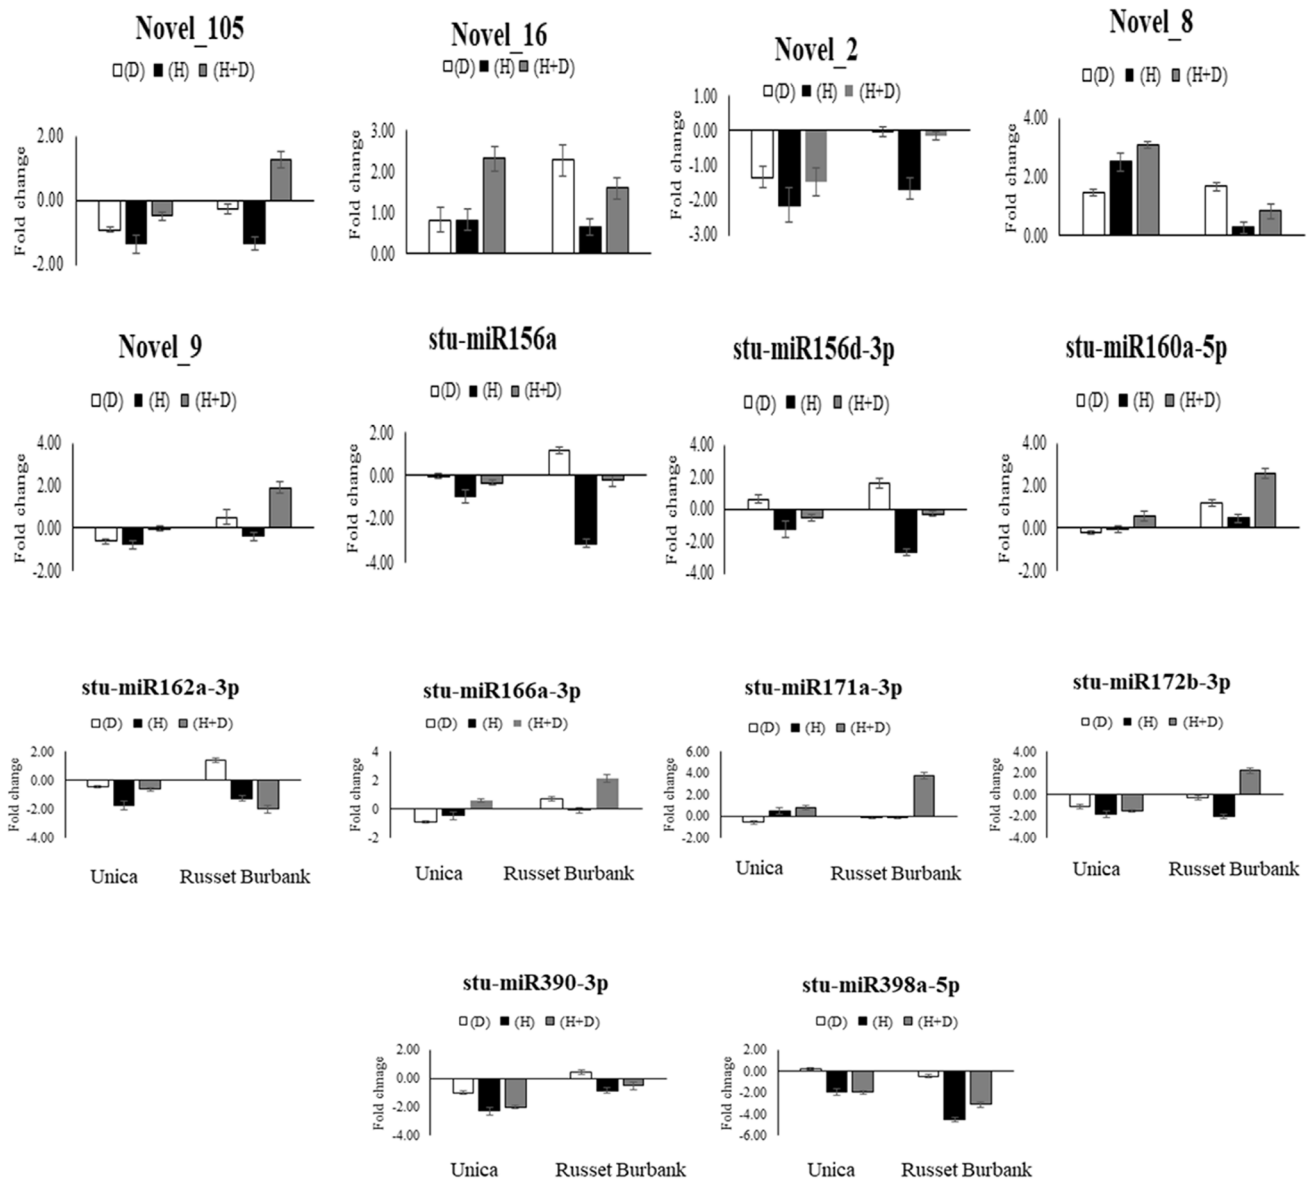 Novel_105
(D) (H) (H+D)
Fold change
2.00
0.00
-2.00
Novel_16
(D) (H) (H+D)
Fold change
3.00
2.00
1.00
0.00
Novel_2
(D) (H) (H+D)
Fold change
1.00
0.00
-1.00
-2.00
-3.00
Novel_8
(D) (H) (H+D)
Fold change
4.00
2.00
0.00
Novel_9
(D) (H) (H+D)
Fold change
4.00
2.00
0.00
-2.00
stu-miR156a
(D) (H) (H+D)
Fold change
2.00
0.00
-2.00
-4.00
stu-miR156d-3p
(D) (H) (H+D)
Fold change
4.00
2.00
0.00
-2.00
-4.00
stu-miR160a-5p
(D) (H) (H+D)
Fold change
4.00
2.00
0.00
-2.00
stu-miR162a-3p
(D) (H) (H+D)
Fold change
2.00
0.00
-2.00
-4.00
Unica Russet Burbank
stu-miR166a-3p
(D) (H) (H+D)
Fold change
4
2
0
-2
Unica Russet Burbank
stu-miR171a-3p
(D) (H) (H+D)
Fold change
6.00
4.00
2.00
0.00
-2.00
Unica Russet Burbank
stu-miR172b-3p
(D) (H) (H+D)
Fold change
4.00
2.00
0.00
-2.00
-4.00
Unica Russet Burbank
stu-miR390-3p
(D) (H) (H+D)
Fold chnage
2.00
0.00
-2.00
-4.00
Unica Russet Burbank
stu-miR398a-5p
(D) (H) (H+D)
Fold chnage
2.00
0.00
-2.00
-4.00
-6.00
Unica Russet Burbank